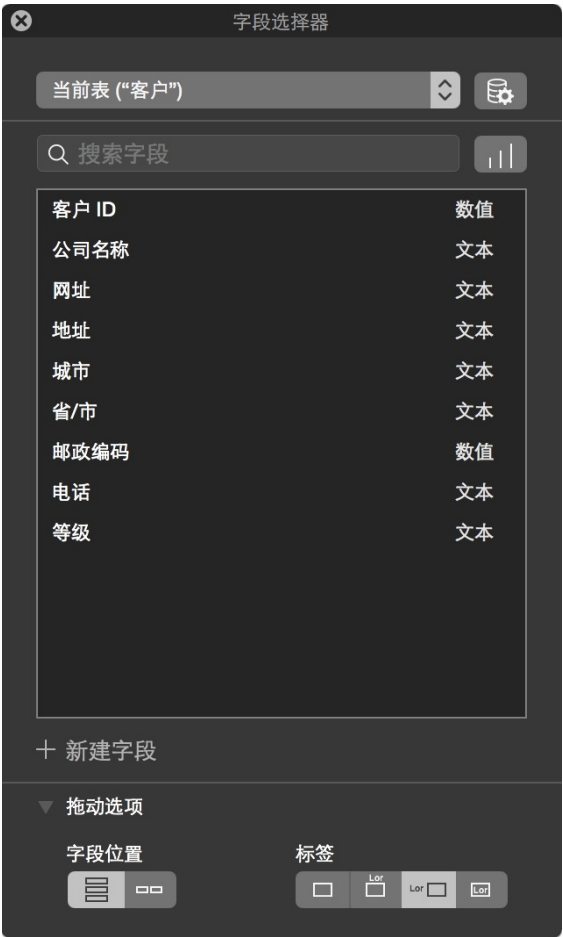 字段选择器
当前表 (“客户”)
搜索字段
客户 ID 数值
公司名称 文本
网址 文本
地址 文本
城市 文本
省/市 文本
邮政编码 数值
电话 文本
等级 文本
新建字段
拖动选项
字段位置 标签
Lor Lor Lor